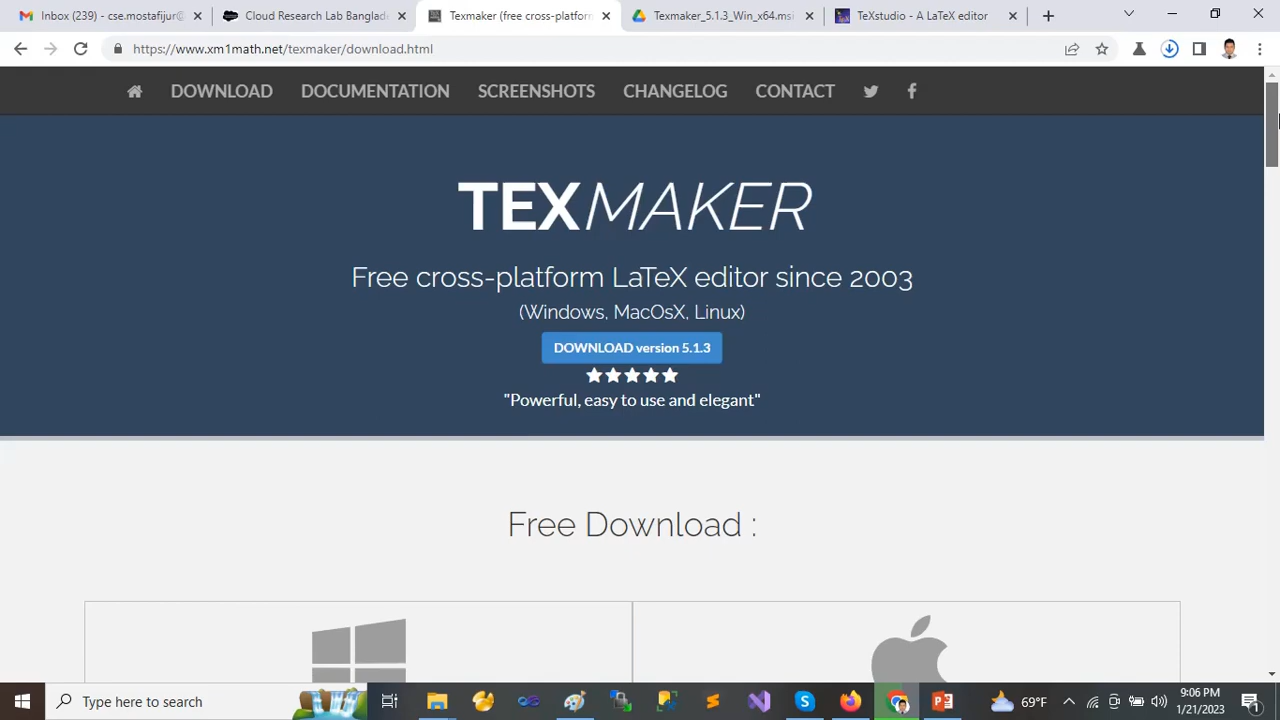 Inbox (239) - cse.mostafijur
Cloud Research Lab Banglad
Texmaker (free cross-platform
Texmaker_5.1.3_Win_x64.msi
TeXstudio - A LaTeX editor
https://www.xm1math.net/texmaker/download.html
DOWNLOAD DOCUMENTATION SCREENSHOTS CHANGELOG CONTACT
TEXMAKER
Free cross-platform LaTeX editor since 2003
(Windows, MacOsX, Linux)
DOWNLOAD version 5.1.3
"Powerful, easy to use and elegant"
Free Download :
Type here to search
69°F
9:06 PM
1/21/2023